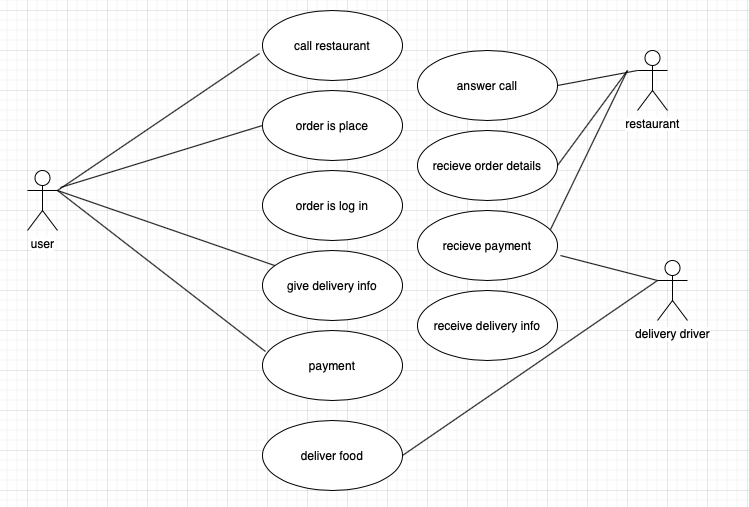 call restaurant
answer call
restaurant
order is place
recieve order details
order is log in
user
recieve payment
give delivery info
receive delivery info
delivery driver
payment
deliver food